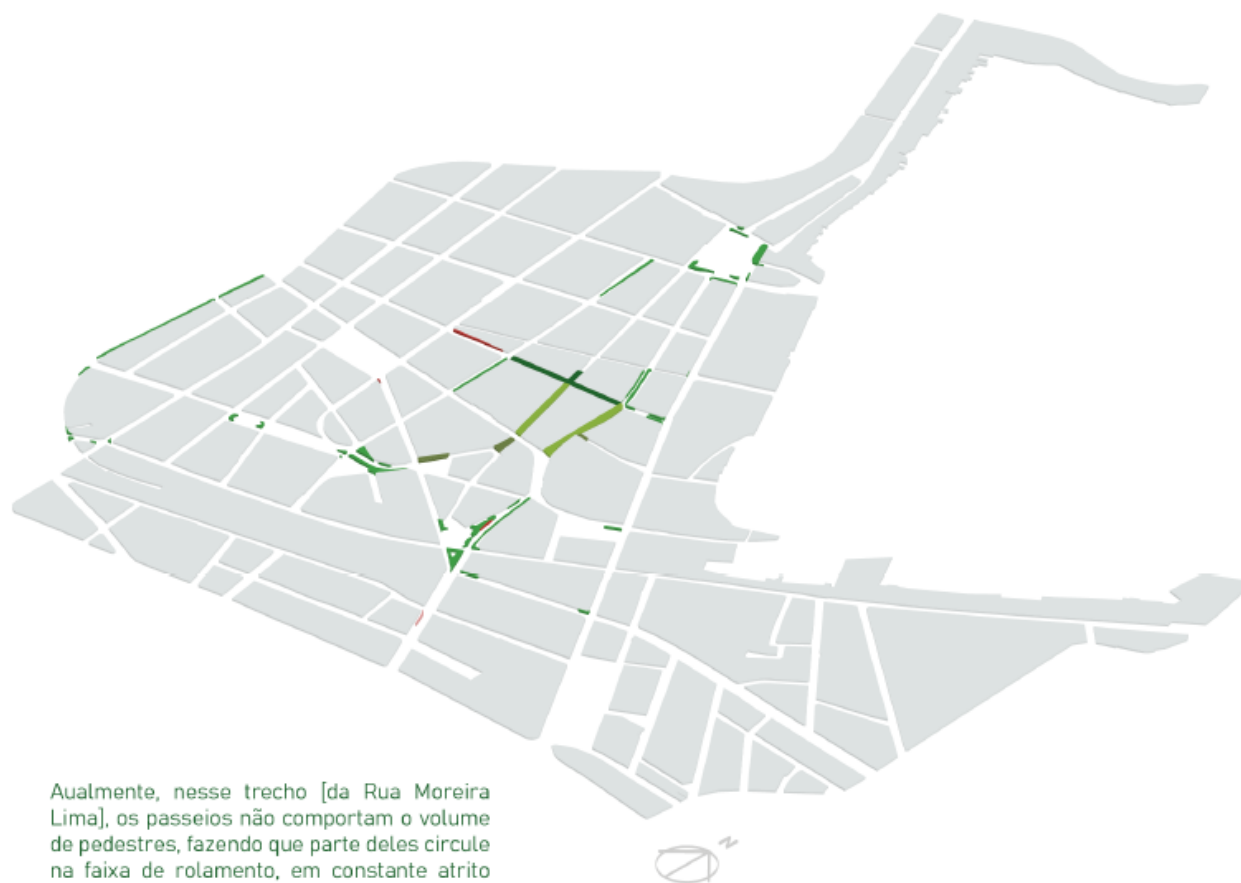 Aualmente, nesse trecho [da Rua Moreira
Lima], os passeios não comportam o volume
de pedestres, fazendo que parte deles circule
na faixa de rolamento, em constante atrito
N